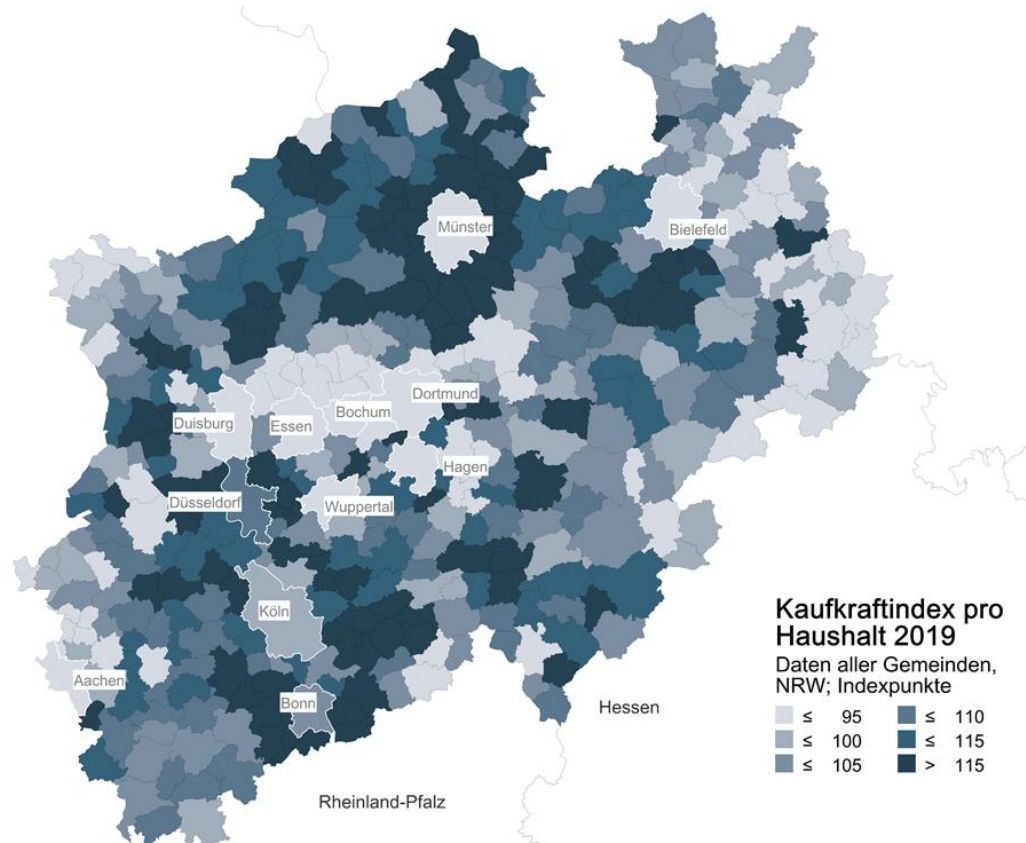 Münster
Bielefeld
Dortmund
Bochum
Duisburg
Essen
Hagen
Düsseldorf
Wuppertal
Köln
Aachen
Bonn
Hessen
Rheinland-Pfalz
Kaufkraftindex pro
Haushalt 2019
Daten aller Gemeinden,
NRW; Indexpunkte
≤ 95 ≤ 110
≤ 100 ≤ 115
≤ 105 > 115